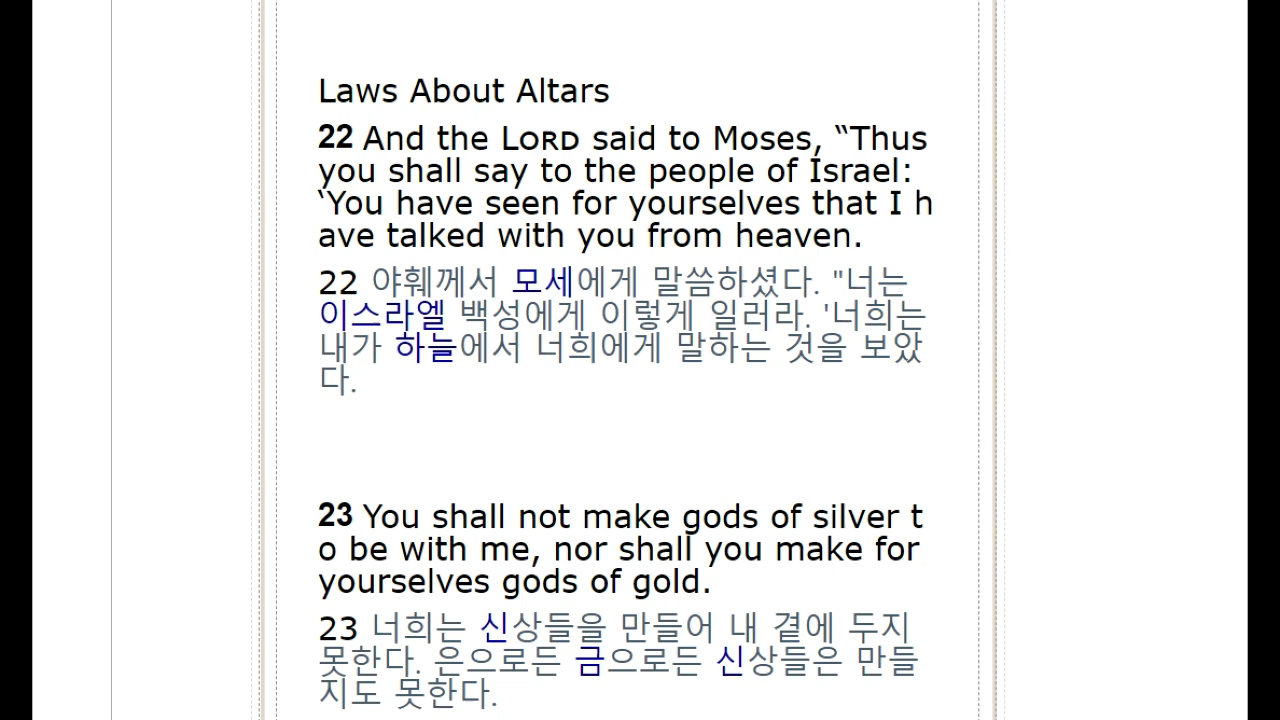 Laws About Altars
22 And the LORD said to Moses, “Thus
you shall say to the people of Israel:
‘You have seen for yourselves that I h
ave talked with you from heaven.
22 야훼께서 모세에게 말씀하셨다. "너는
이스라엘 백성에게 이렇게 일러라. '너희는
내가 하늘에서 너희에게 말하는 것을 보았
다.
23 You shall not make gods of silver t
o be with me, nor shall you make for
yourselves gods of gold.
23 너희는 신상들을 만들어 내 곁에 두지
못한다. 은으로든 금으로든 신상들은 만들
지도 못한다.